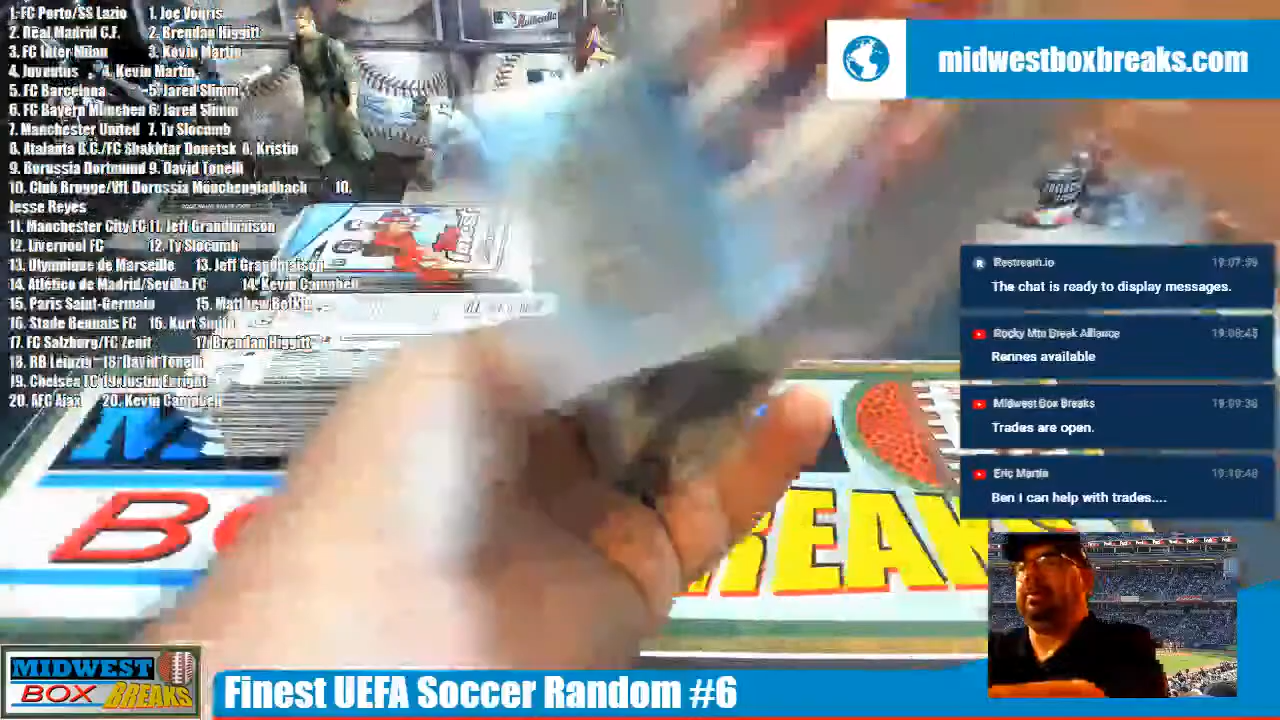 1. FC Porto/SS Lazio 1. Joe Vouris
2. Real Madrid C.F. 2. Brendan Higgitt
3. FC Inter Milan 3. Kevin Martin
4. Juventus 4. Kevin Martin
5. FC Barcelona 5. Jared Slimm
6. FC Bayern Munchen 6. Jared Slimm
7. Manchester United 7. Ty Slocumb
8. Atalanta B.C./FC Shakhtar Donetsk 8. Kristin
9. Borussia Dortmund 9. David Tonelli
10. Club Brugge/VfL Borussia Monchengladbach 10.
Jesse Reyes
11. Manchester City FC 11. Jeff Grandmaison
12. Liverpool FC 12. Ty Slocumb
13. Olympique de Marseille 13. Jeff Grandmaison
14. Atlético de Madrid/Sevilla FC 14. Kevin Campbell
15. Paris Saint-Germain 15. Matthew
16. Stade Rennais FC 16. Kurt Smith
17. FC Salzburg/FC Zenit 17. Brendan Higgitt
18. RB Leipzig 18. David Tonelli
19. Chelsea FC 19. Justin Enright
20. AFC Ajax 20. Kevin Campbell
midwestboxbreaks.com
Restream.io 19:07:39
The chat is ready to display messages.
Rocky Mtn Break Alliance 19:08:45
Rennes available
Midwest Box Breaks 19:09:38
Trades are open.
Eric Martin 19:10:48
Ben I can help with trades....
Finest
BREAK
MIDWEST
BOX BREAKS
Finest UEFA Soccer Random #6